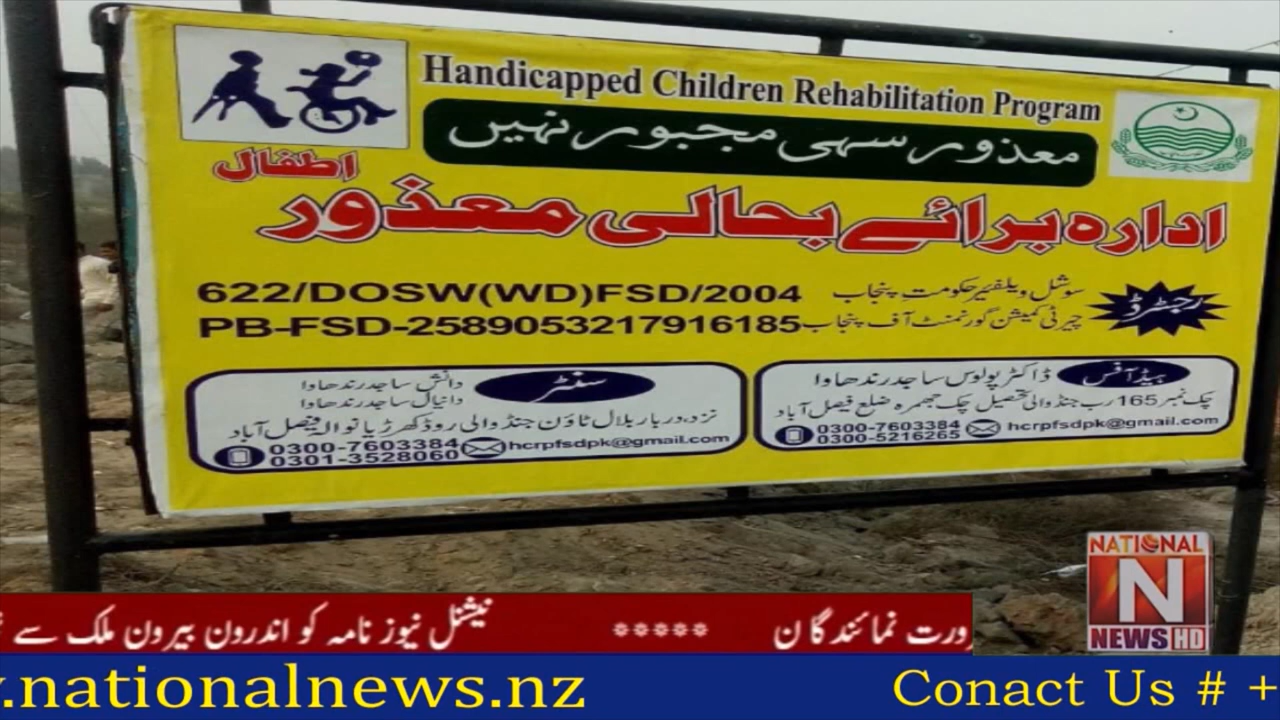 Handicapped Children Rehabilitation Program
معذور سہی مجبور نہیں
اطفال
ادارہ برائے بحالی معذور
رجسٹرڈ
سوشل ویلفیئر حکومتِ پنجاب 622/DOSW(WD)FSD/2004
چیرٹی کمیشن گورنمنٹ آف پنجاب PB-FSD-2589053217916185
ہیڈ آفس ڈاکٹر پولوس ساجد رندھاوا
چک نمبر 165 رب جنڈوالی تحصیل چک جھمرہ ضلع فیصل آباد
0300-7603384
0300-5216265
hcrpfsdpk@gmail.com
سنٹر
دانش ساجد رندھاوا
دانیال ساجد رندھاوا
نزد دربار بلال ٹاؤن جنڈوالی روڈ کھرڑیانوالہ فیصل آباد
0300-7603384
0301-3528060
hcrpfsdpk@gmail.com
NATIONAL
N
NEWS HD
ورت نمائندگان ***** نیشنل نیوز نامہ کو اندرون بیرون ملک سے
.nationalnews.nz
Conact Us # +